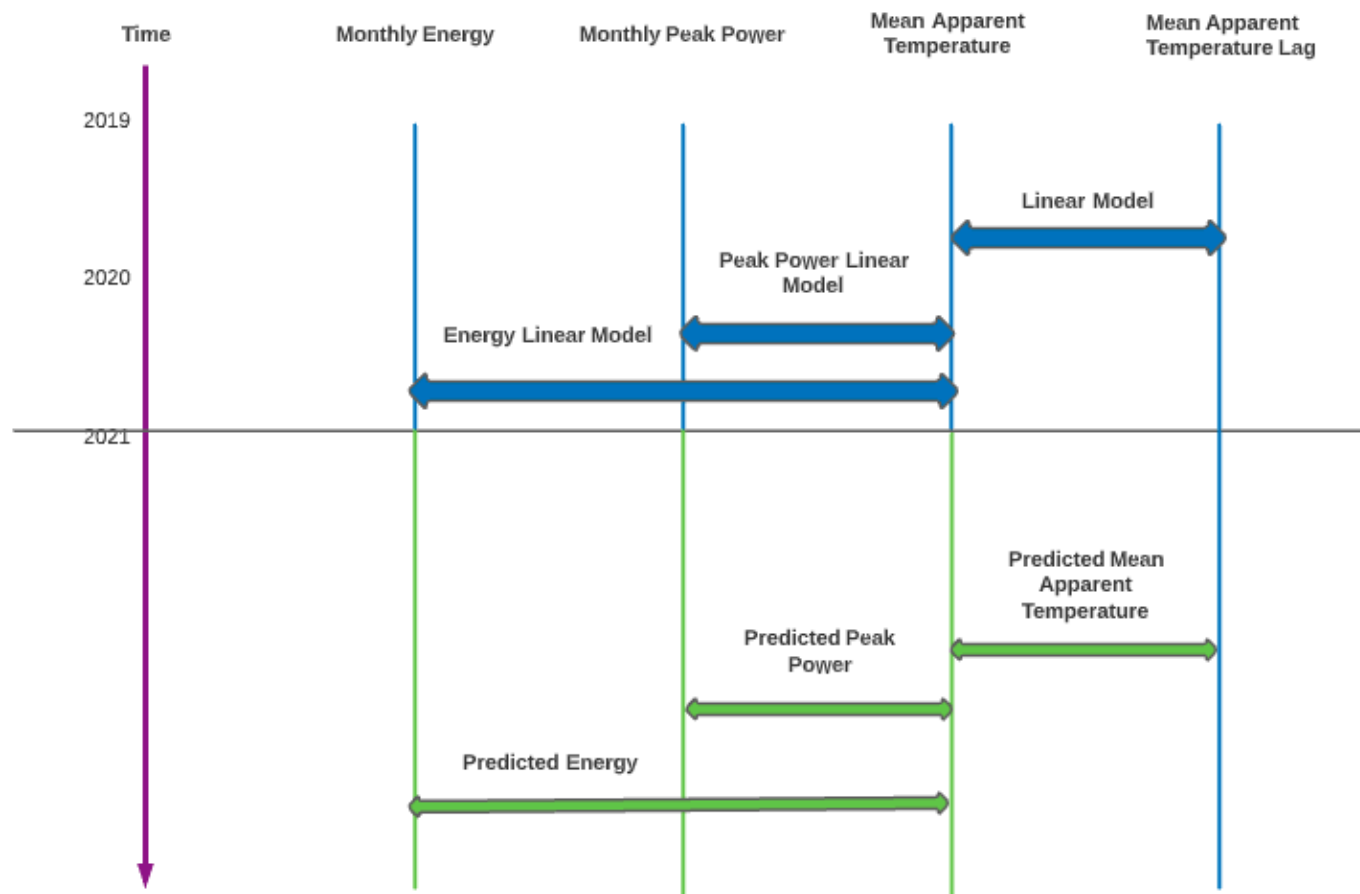 Time
Monthly Energy
Monthly Peak Power
Mean Apparent
Temperature
Mean Apparent
Temperature Lag
2019
Linear Model
Peak Power Linear
Model
2020
Energy Linear Model
2021
Predicted Mean
Apparent
Temperature
Predicted Peak
Power
Predicted Energy